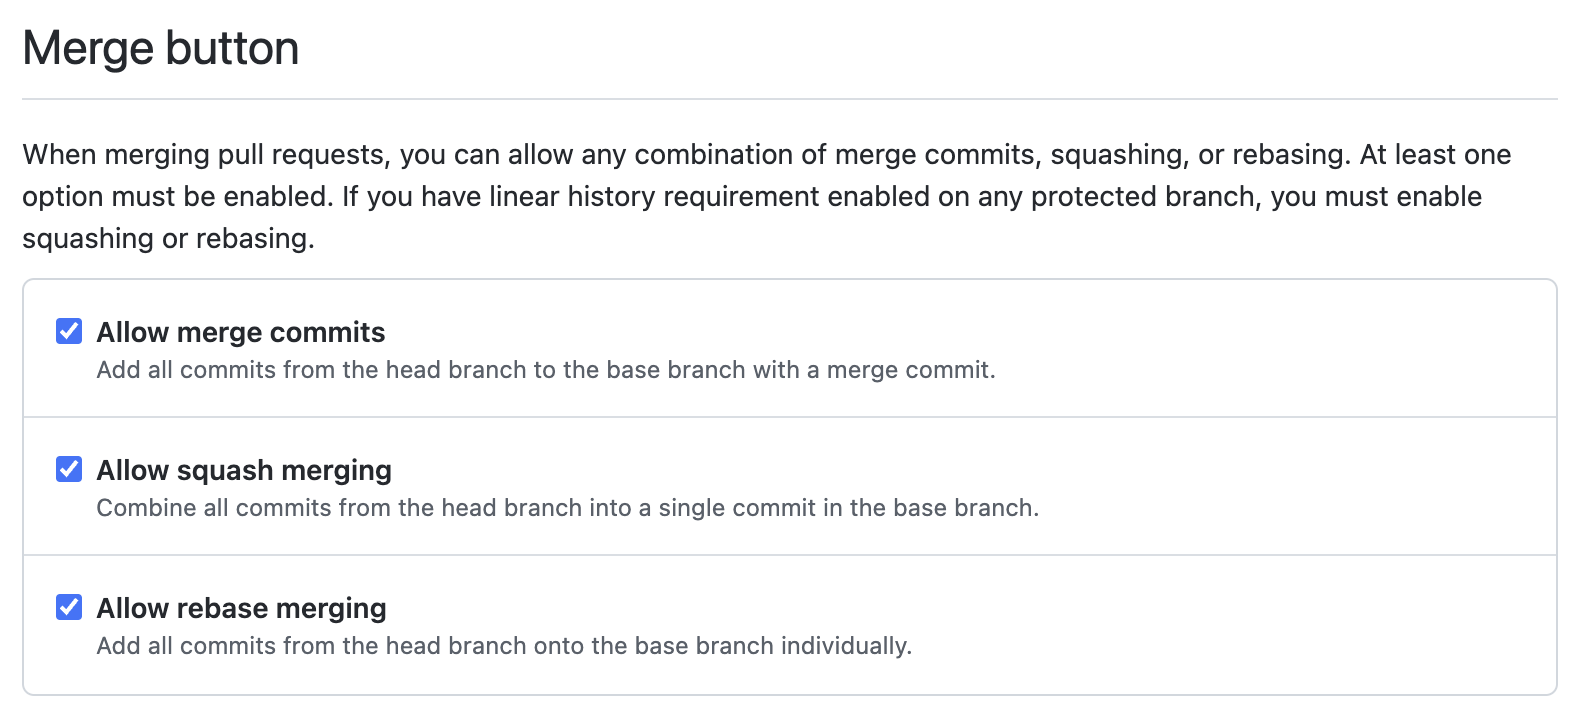 Merge button
When merging pull requests, you can allow any combination of merge commits, squashing, or rebasing. At least one
option must be enabled. If you have linear history requirement enabled on any protected branch, you must enable
squashing or rebasing.
Allow merge commits
Add all commits from the head branch to the base branch with a merge commit.
Allow squash merging
Combine all commits from the head branch into a single commit in the base branch.
Allow rebase merging
Add all commits from the head branch onto the base branch individually.